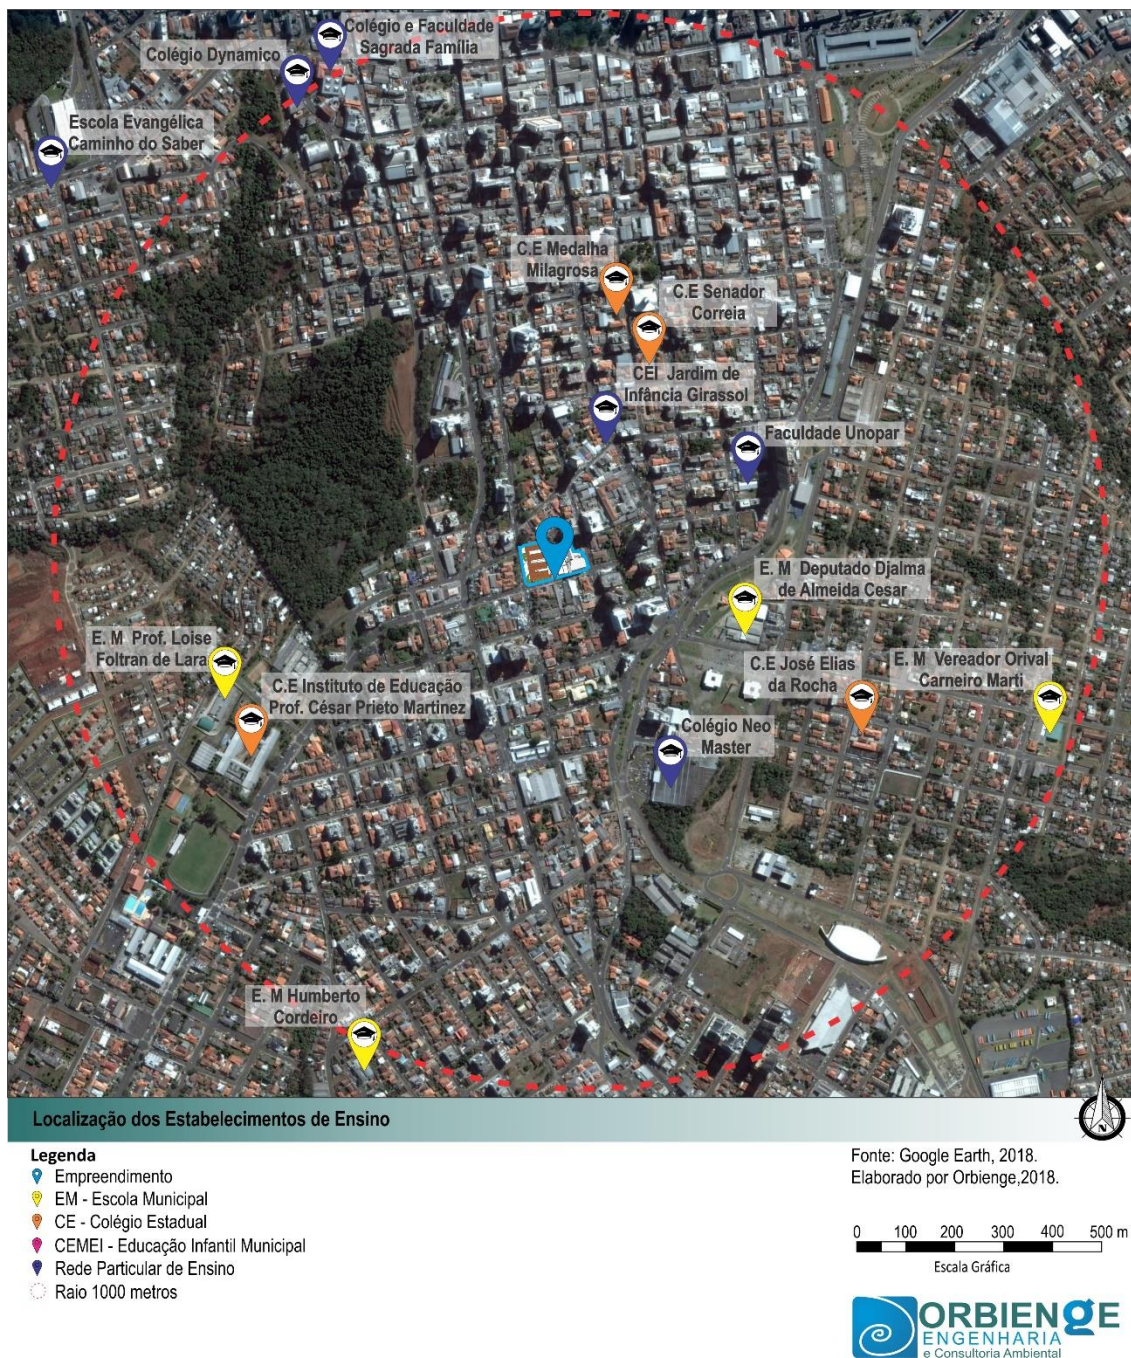 Colégio e Faculdade
Sagrada Família
Colégio Dynamico
Escola Evangélica
Caminho do Saber
C.E Medalha
Milagrosa
C.E Senador
Correia
CEI Jardim de
Infância Girassol
Faculdade Unopar
E. M Deputado Djalma
de Almeida Cesar
E. M Prof. Loise
Foltran de Lara
C.E Instituto de Educação
Prof. César Prieto Martinez
C.E José Elias
da Rocha
E. M Vereador Orival
Carneiro Marti
Colégio Neo
Master
E. M Humberto
Cordeiro
Localização dos Estabelecimentos de Ensino
N
Legenda
Empreendimento
EM - Escola Municipal
CE - Colégio Estadual
CEMEI - Educação Infantil Municipal
Rede Particular de Ensino
Raio 1000 metros
Fonte: Google Earth, 2018.
Elaborado por Orbienge,2018.
0 100 200 300 400 500 m
Escala Gráfica
ORBIENGE
ENGENHARIA
e Consultoria Ambiental